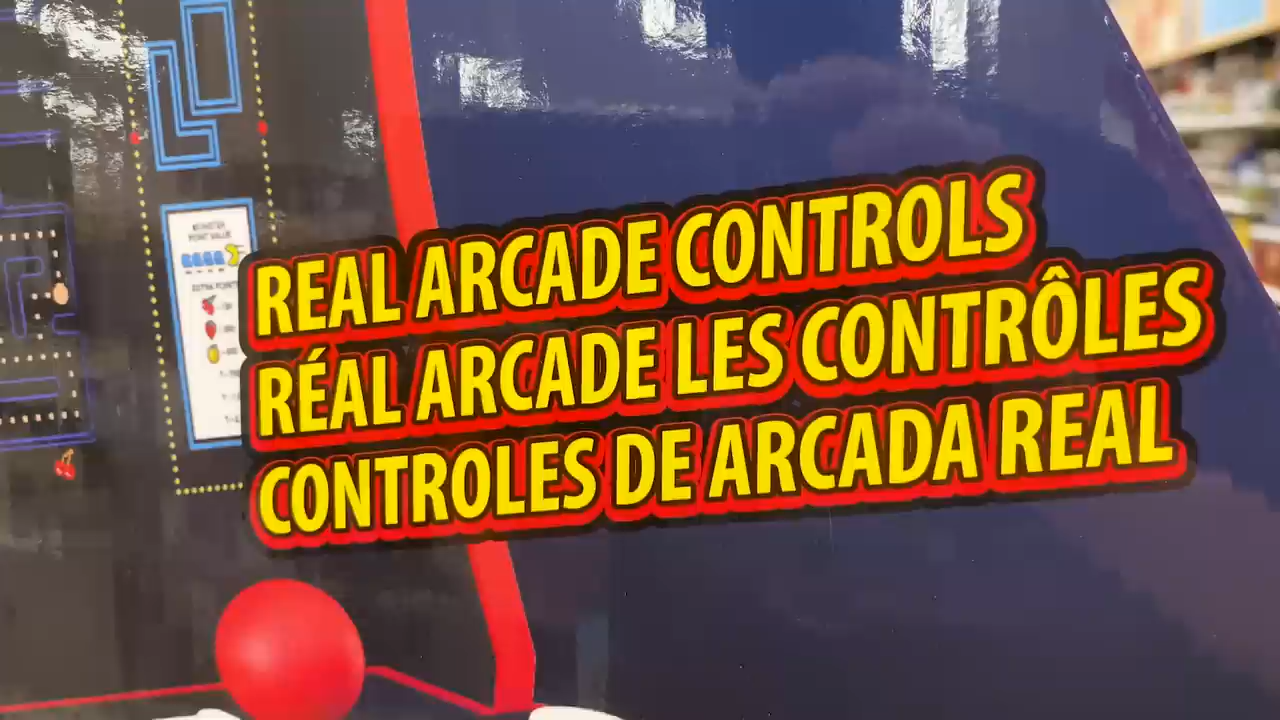 REAL ARCADE CONTROLS
RÉAL ARCADE LES CONTRÔLES
CONTROLES DE ARCADA REAL